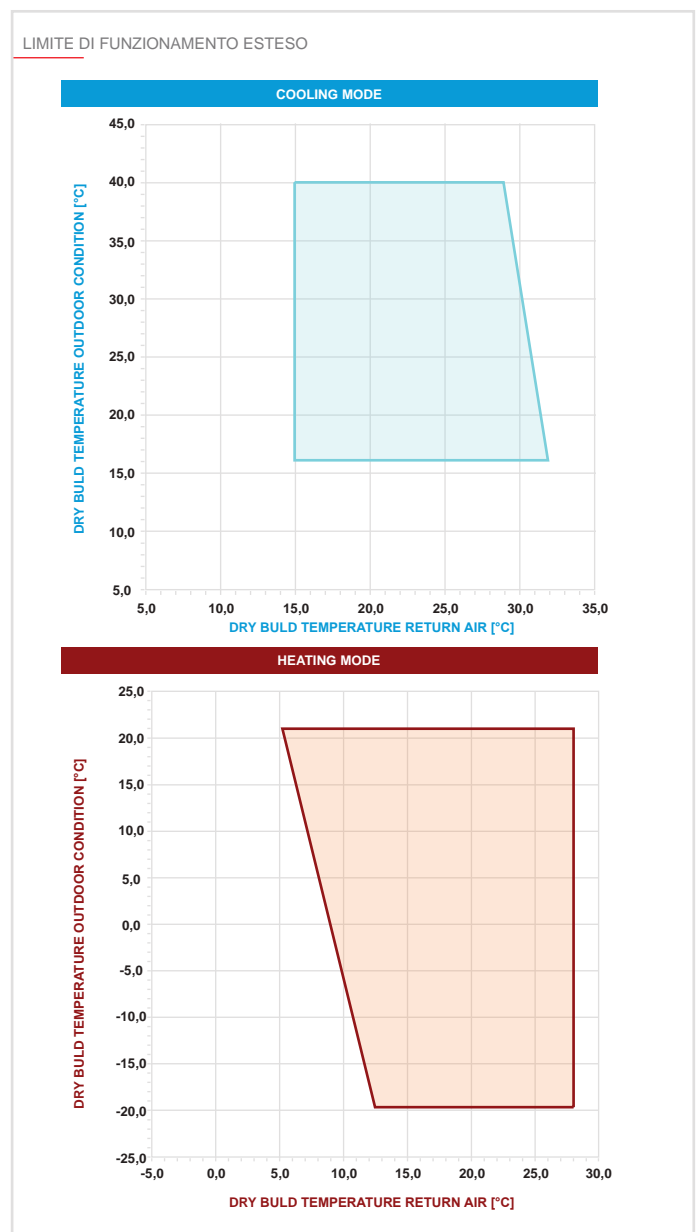 LIMITE DI FUNZIONAMENTO ESTESO
COOLING MODE
DRY BULD TEMPERATURE OUTDOOR CONDITION [°C]
45,0
40,0
35,0
30,0
25,0
20,0
15,0
10,0
5,0
5,0 10,0 15,0 20,0 25,0 30,0 35,0
DRY BULD TEMPERATURE RETURN AIR [°C]
HEATING MODE
DRY BULD TEMPERATURE OUTDOOR CONDITION [°C]
25,0
20,0
15,0
10,0
5,0
0,0
-5,0
-10,0
-15,0
-20,0
-25,0
-5,0 0,0 5,0 10,0 15,0 20,0 25,0 30,0
DRY BULD TEMPERATURE RETURN AIR [°C]